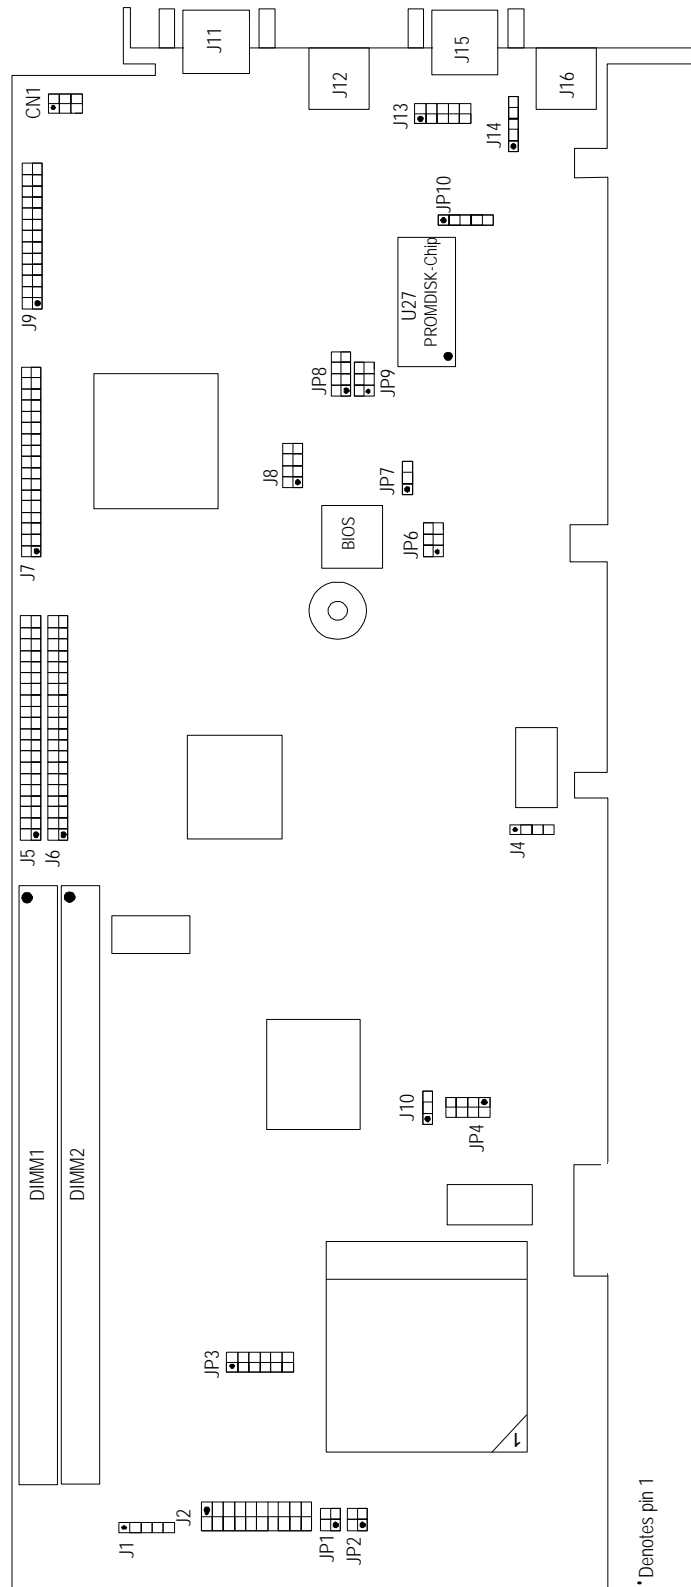 J11
J15
J12
J16
CN1
J13
J14
JP10
U27
PROMDISK-Chip
J9
JP8
JP9
J8
JP7
BIOS
JP6
J7
J5
J6
J4
DIMM1
DIMM2
J10
JP4
JP3
1
J2
J1
JP1
JP2
* Denotes pin 1